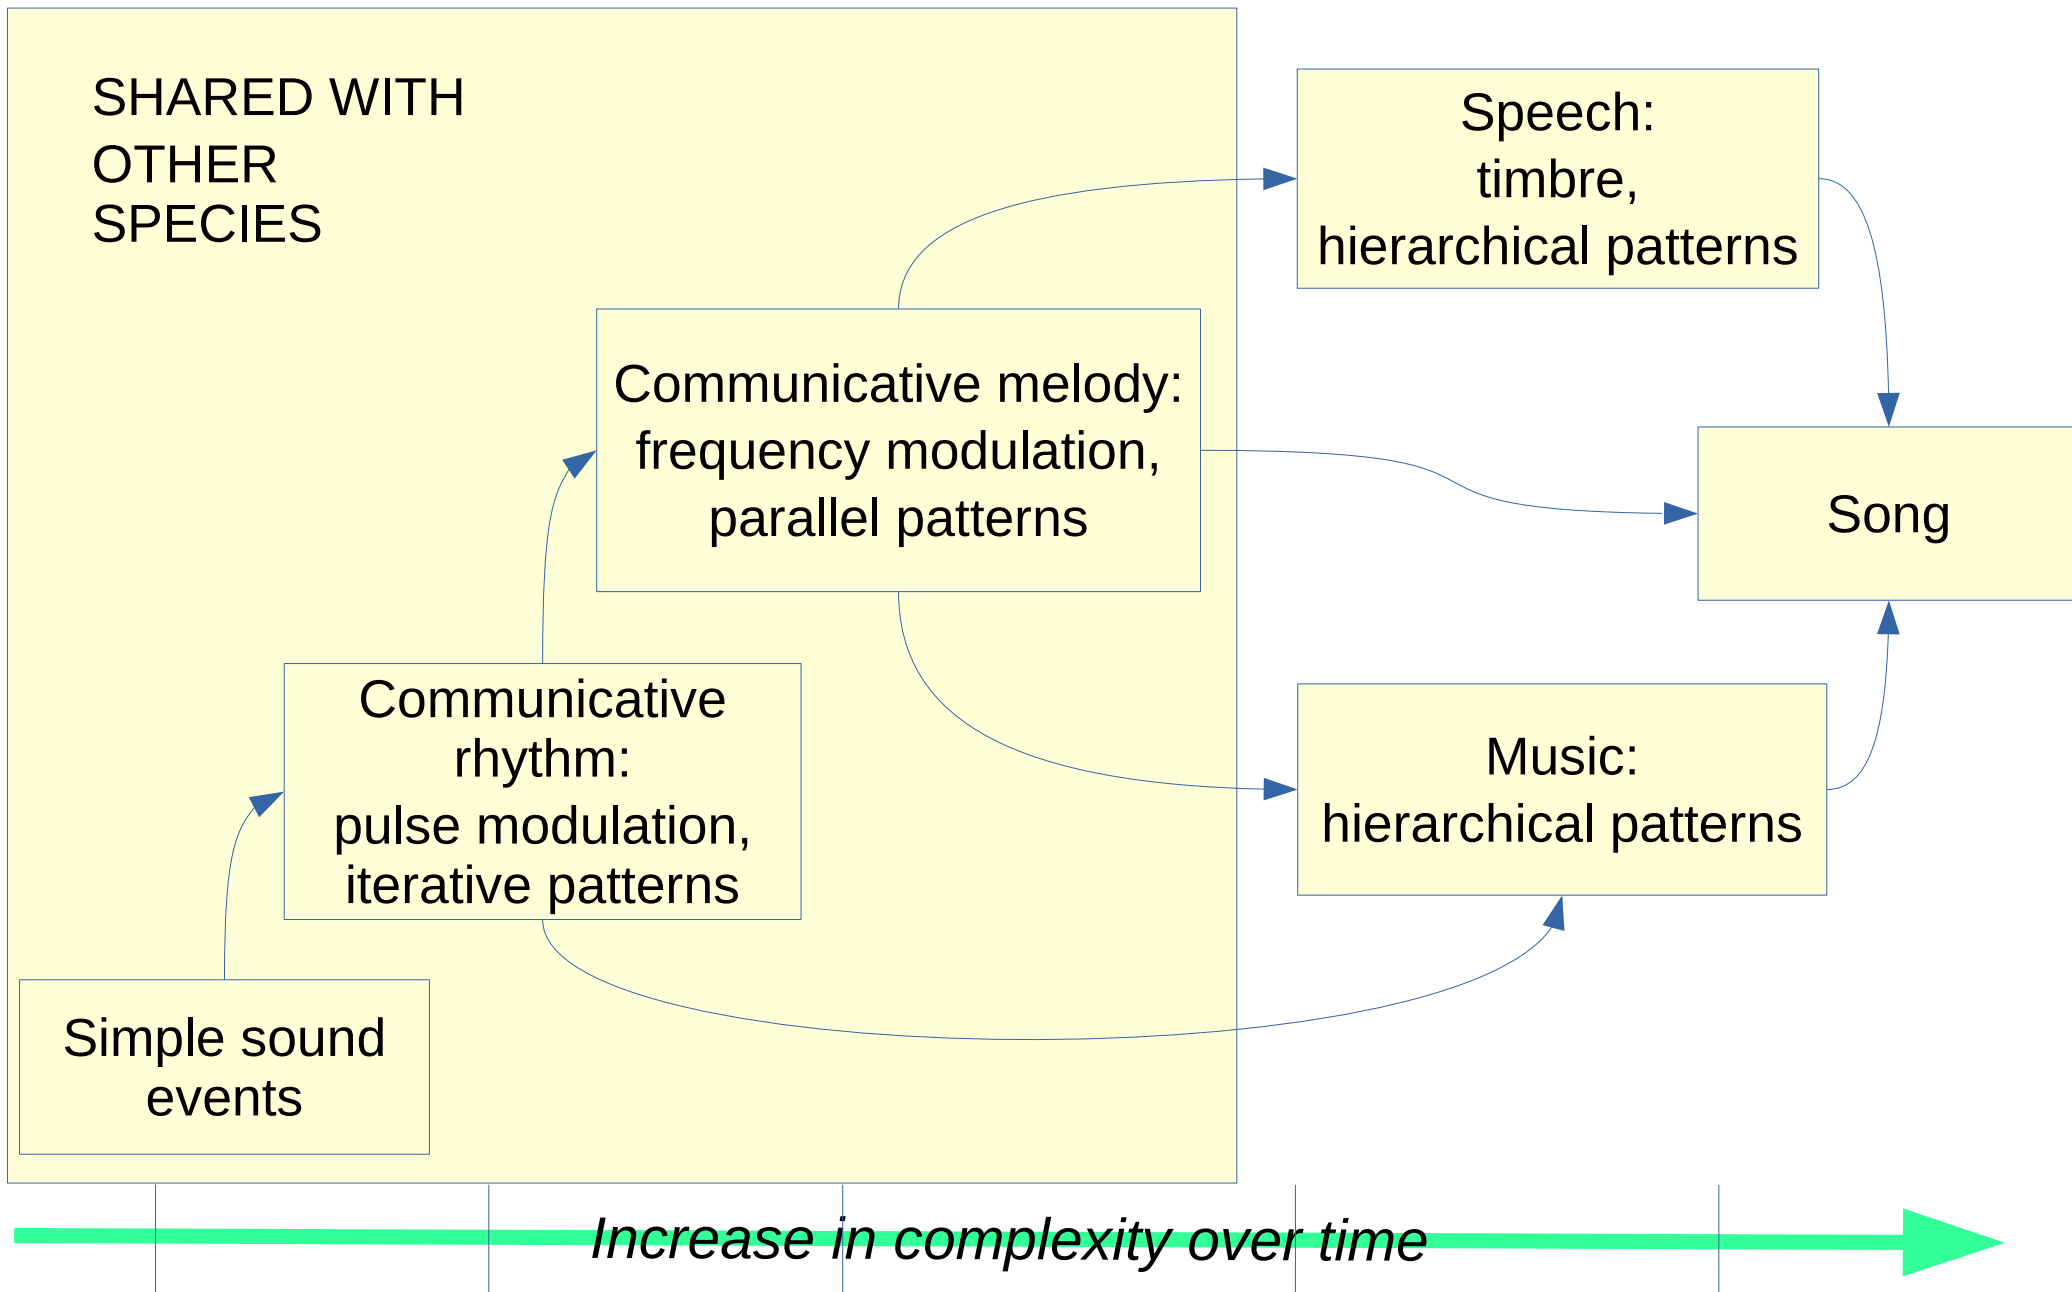 SHARED WITH
OTHER
SPECIES
Speech:
timbre,
hierarchical patterns
Communicative melody:
frequency modulation,
parallel patterns
Song
Communicative
rhythm:
pulse modulation,
iterative patterns
Music:
hierarchical patterns
Simple sound
events
Increase in complexity over time